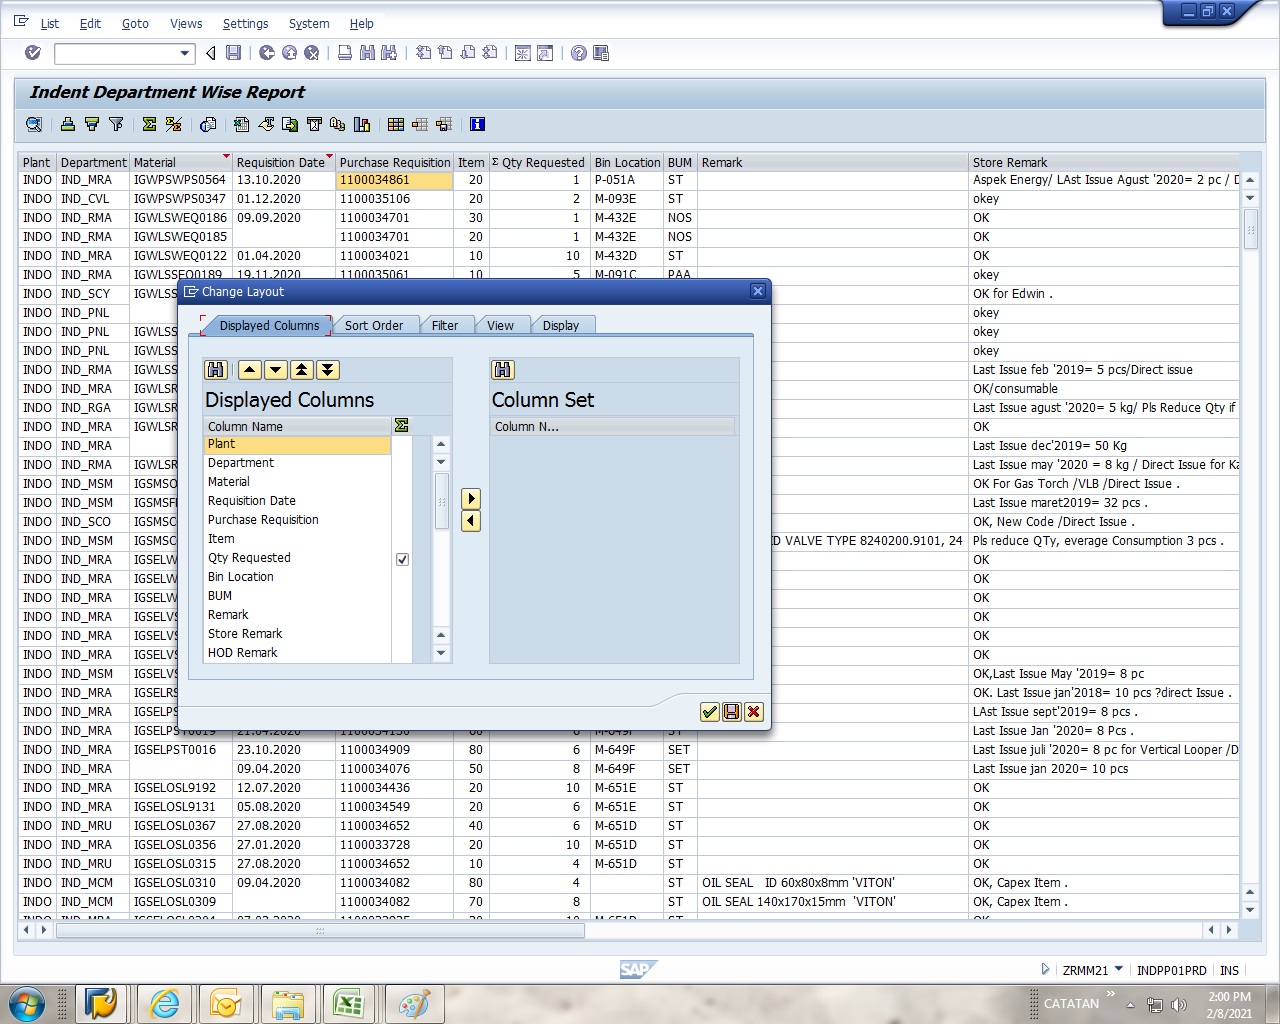 List Edit Goto Views Settings System Help
Indent Department Wise Report
Plant Department Material Requisition Date Purchase Requisition Item Σ Qty Requested Bin Location BUM Remark Store Remark
INDO IND_MRA IGWPSWPS0564 13.10.2020 1100034861 20 1 P-051A ST Aspek Energy/ LAst Issue Agust '2020= 2 pc / D
INDO IND_CVL IGWPSWPS0347 01.12.2020 1100035106 20 2 M-093E ST okey
INDO IND_RMA IGWLSWEQ0186 09.09.2020 1100034701 30 1 M-432E NOS OK
INDO IND_RMA IGWLSWEQ0185 1100034701 20 1 M-432E NOS OK
INDO IND_MRA IGWLSWEQ0122 01.04.2020 1100034021 10 10 M-432D ST OK
INDO IND_RMA IGWLSSEQ0189 19.11.2020 1100035061 10 5 M-091C PAA okey
INDO IND_SCY IGWLSS OK for Edwin .
INDO IND_PNL okey
INDO IND_PNL IGWLSS okey
INDO IND_PNL IGWLSS okey
INDO IND_RMA IGWLSS Last Issue feb '2019= 5 pcs/Direct issue
INDO IND_MRA IGWLSR OK/consumable
INDO IND_RGA IGWLSR Last Issue agust '2020= 5 kg/ Pls Reduce Qty if
INDO IND_MRA IGWLSR OK
INDO IND_MRA Last Issue dec'2019= 50 Kg
INDO IND_RMA IGWLSR Last Issue may '2020 = 8 kg / Direct Issue for Ka
INDO IND_MSM IGSMSO OK For Gas Torch /VLB /Direct Issue .
INDO IND_MSM IGSMSF Last Issue maret2019= 32 pcs .
INDO IND_SCO IGSMSC OK, New Code /Direct Issue .
INDO IND_MSM IGSMSC D VALVE TYPE 8240200.9101, 24 Pls reduce QTy, everage Consumption 3 pcs .
INDO IND_MRA IGSELW OK
INDO IND_MRA IGSELW OK
INDO IND_MRA IGSELW OK
INDO IND_MRA IGSELVS OK
INDO IND_MRA IGSELVS OK
INDO IND_MRA IGSELVS OK
INDO IND_MSM IGSELVS OK,Last Issue May '2019= 8 pc
INDO IND_MRA IGSELRS OK. Last Issue jan'2018= 10 pcs ?direct Issue .
INDO IND_MRA IGSELPS LAst Issue sept'2019= 8 pcs .
INDO IND_MRA Last Issue Jan '2020= 8 Pcs .
INDO IND_MRA IGSELPST0016 23.10.2020 1100034909 80 6 M-649F SET Last Issue juli '2020= 8 pc for Vertical Looper /D
INDO IND_MRA 09.04.2020 1100034076 50 8 M-649F SET Last Issue jan 2020= 10 pcs
INDO IND_MRA IGSELOSL9192 12.07.2020 1100034436 20 10 M-651E ST OK
INDO IND_MRA IGSELOSL9131 05.08.2020 1100034549 20 6 M-651E ST OK
INDO IND_MRU IGSELOSL0367 27.08.2020 1100034652 40 6 M-651D ST OK
INDO IND_MRA IGSELOSL0356 27.01.2020 1100033728 20 10 M-651D ST OK
INDO IND_MRU IGSELOSL0315 27.08.2020 1100034652 10 4 M-651D ST OK
INDO IND_MCM IGSELOSL0310 09.04.2020 1100034082 80 4 ST OIL SEAL ID 60x80x8mm 'VITON' OK, Capex Item .
INDO IND_MCM IGSELOSL0309 1100034082 70 8 ST OIL SEAL 140x170x15mm 'VITON' OK, Capex Item .
Change Layout
Displayed Columns Sort Order Filter View Display
Displayed Columns
Column Name
Plant
Department
Material
Requisition Date
Purchase Requisition
Item
Qty Requested
Bin Location
BUM
Remark
Store Remark
HOD Remark
Column Set
Column N...
SAP
ZRMM21 INDPP01PRD INS
CATATAN
2:00 PM
2/8/2021